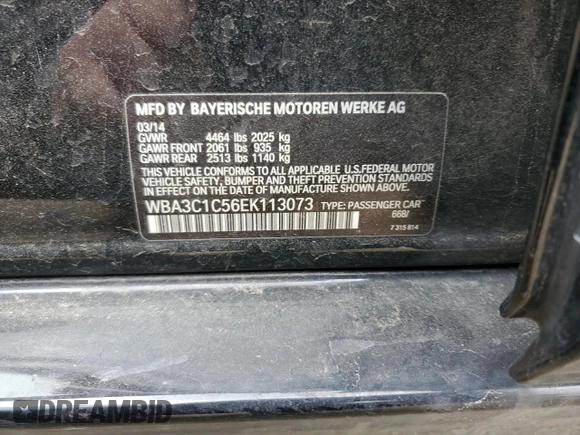 MFD BY BAYERISCHE MOTOREN WERKE AG
03/14
GVWR 4464 lbs 2025 kg
GAWR FRONT 2061 lbs 935 kg
GAWR REAR 2513 lbs 1140 kg
THIS VEHICLE CONFORMS TO ALL APPLICABLE U.S.FEDERAL MOTOR
VEHICLE SAFETY, BUMPER AND THEFT PREVENTION STANDARDS
IN EFFECT ON THE DATE OF MANUFACTURE SHOWN ABOVE.
WBA3C1C56EK113073 TYPE: PASSENGER CAR
668/
7 315 814
DREAMBID